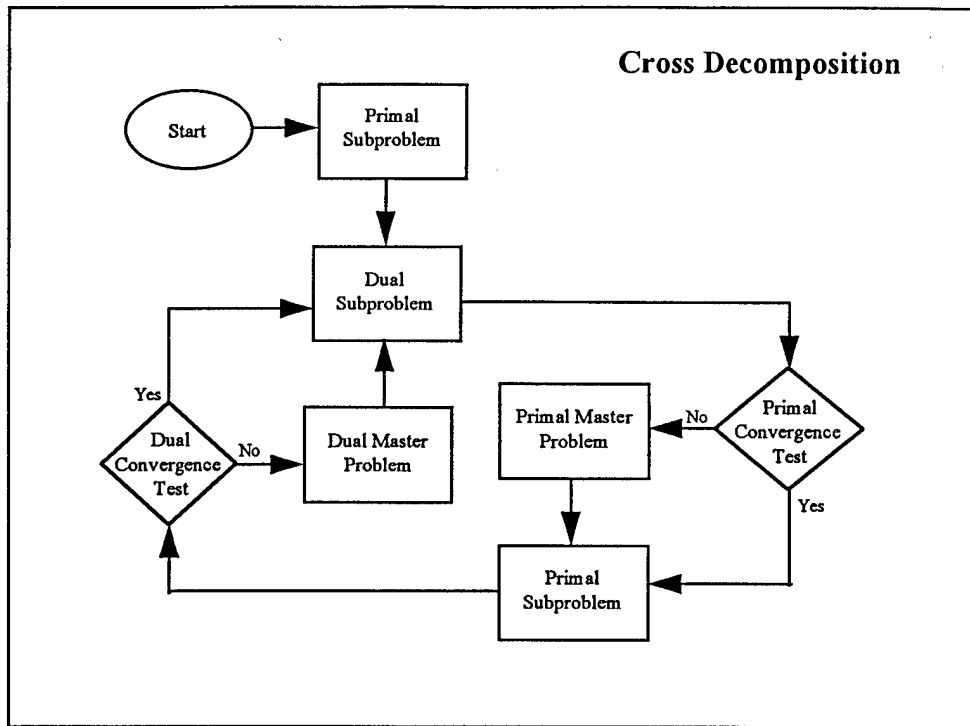 Cross Decomposition
Start
Primal
Subproblem
Dual
Subproblem
Yes
Dual
Convergence
Test
No
Dual Master
Problem
Primal Master
Problem
No
Primal
Convergence
Test
Yes
Primal
Subproblem